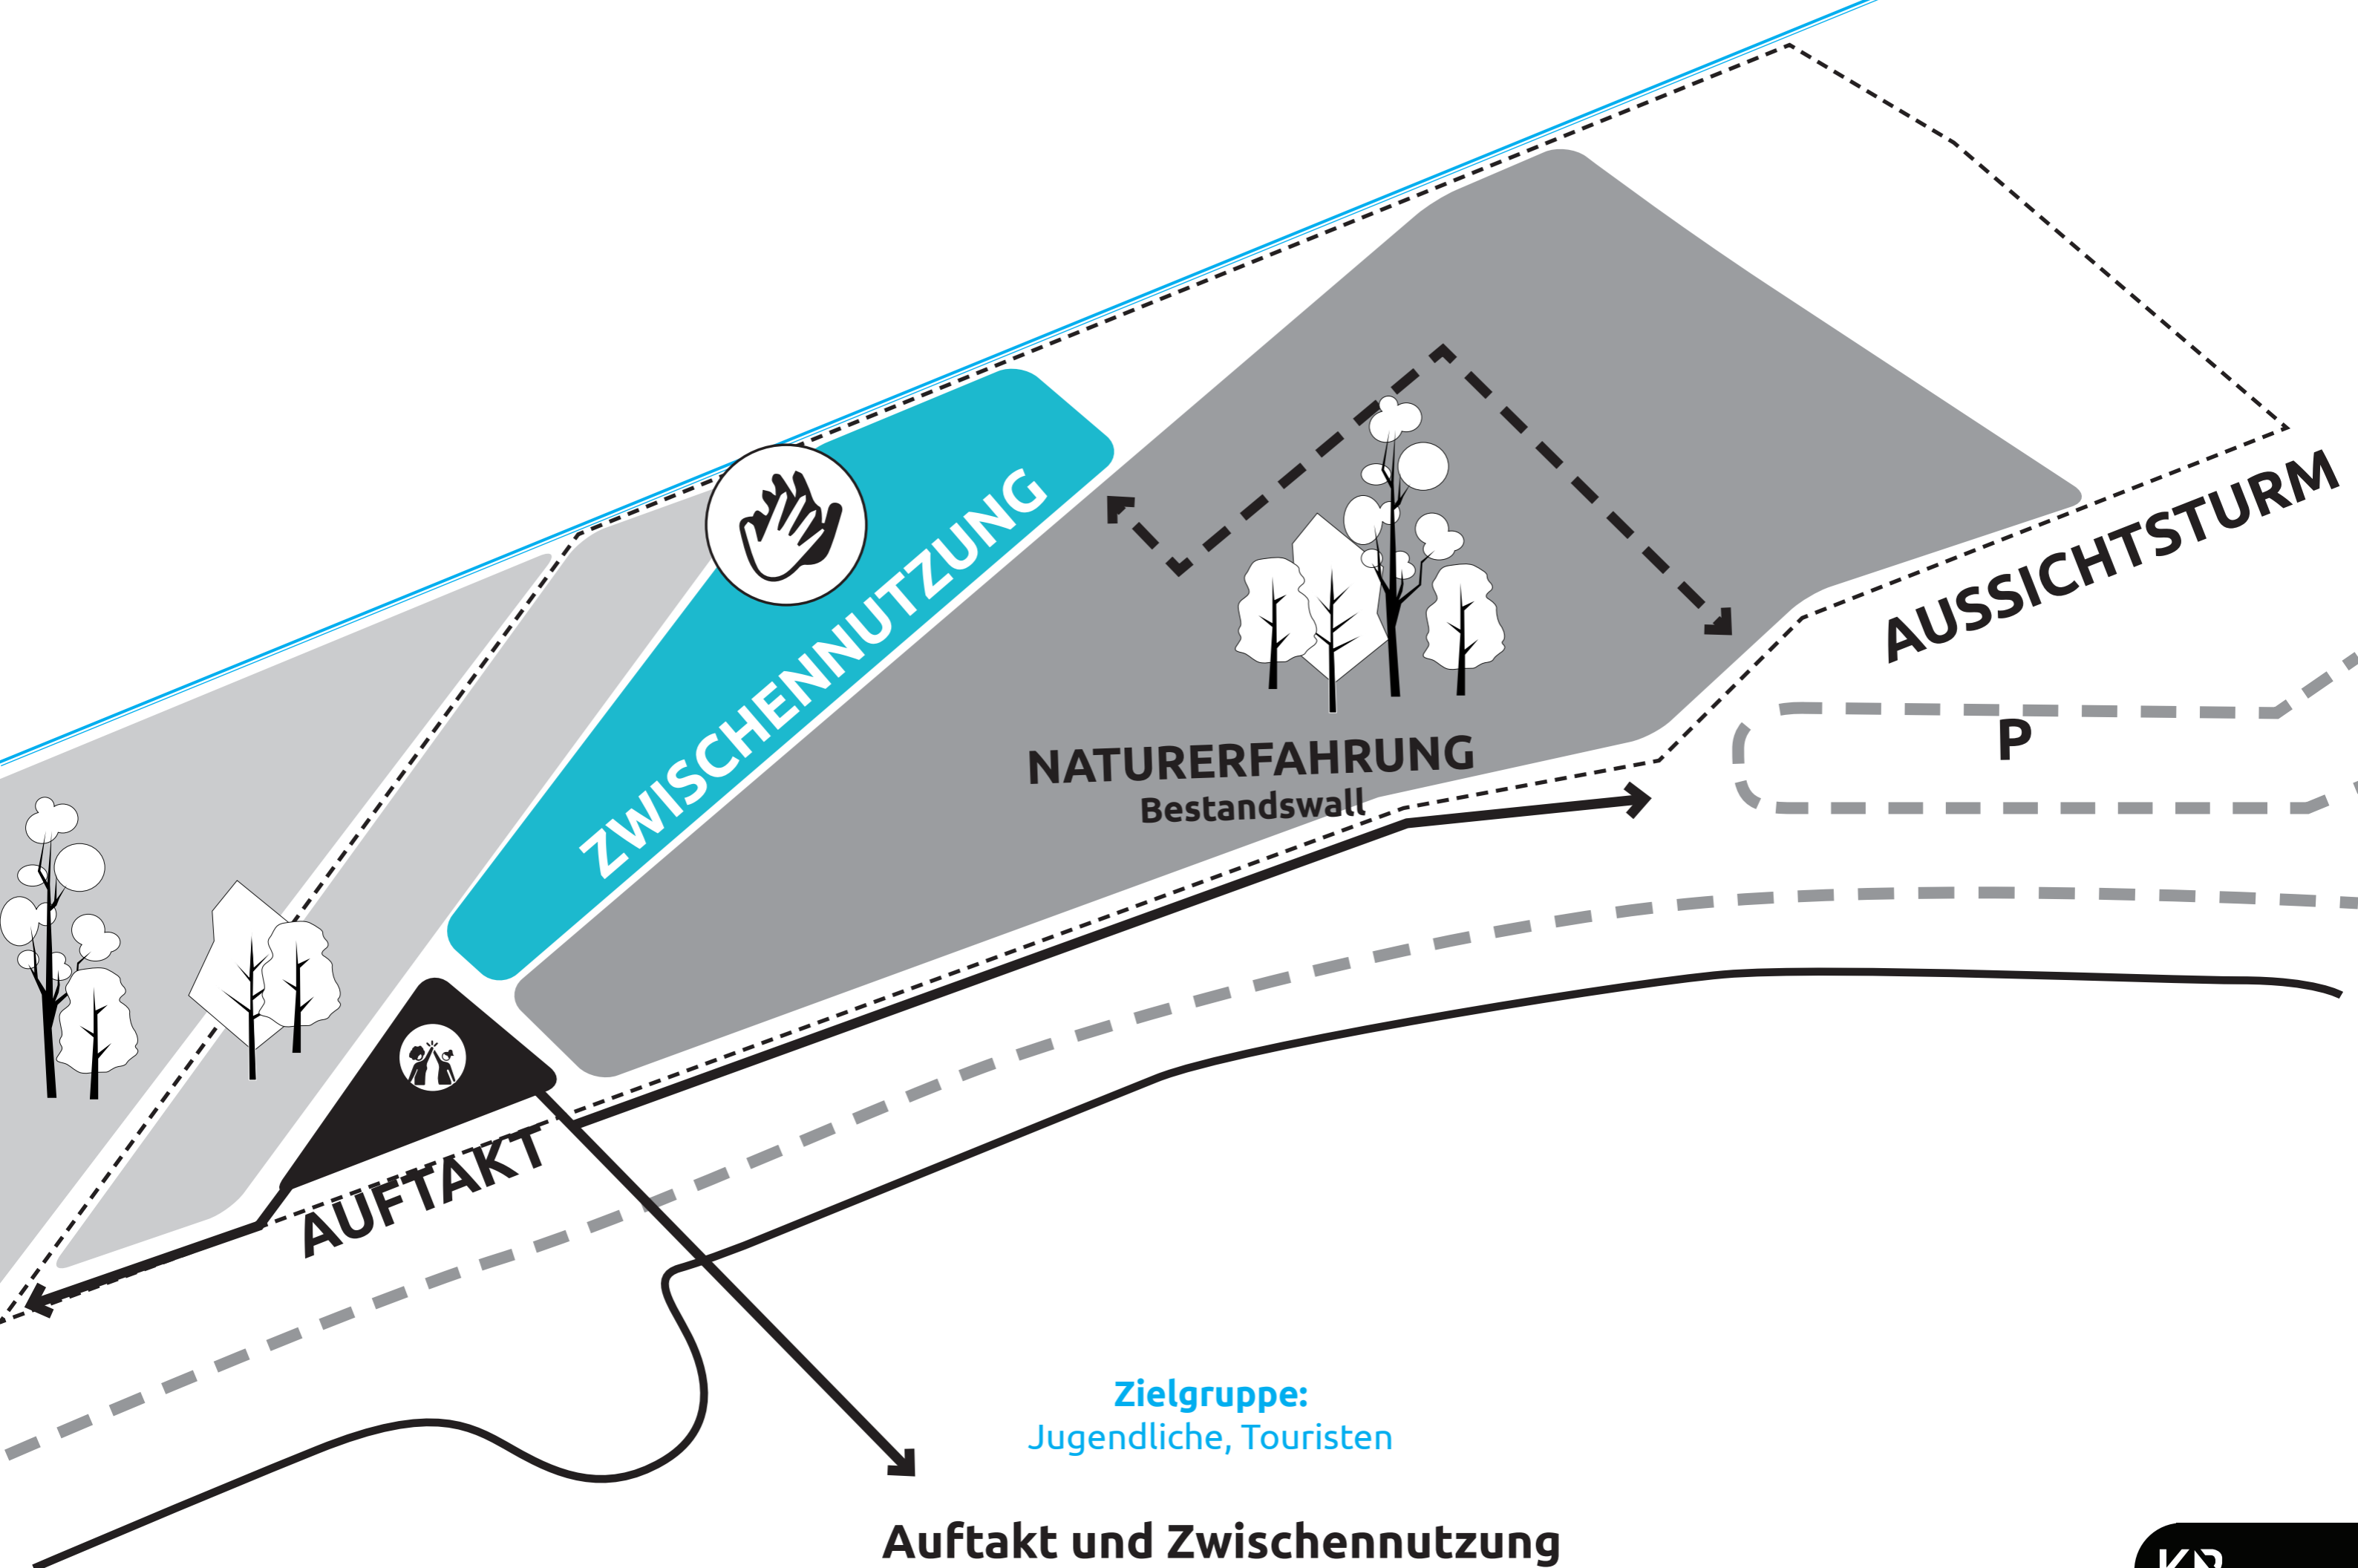 ZWISCHENNUTZUNG
AUSSICHTSTURM
P
NATURERFAHRUNG
Bestandswall
AUFTAKT
Zielgruppe:
Jugendliche, Touristen
Auftakt und Zwischennutzung